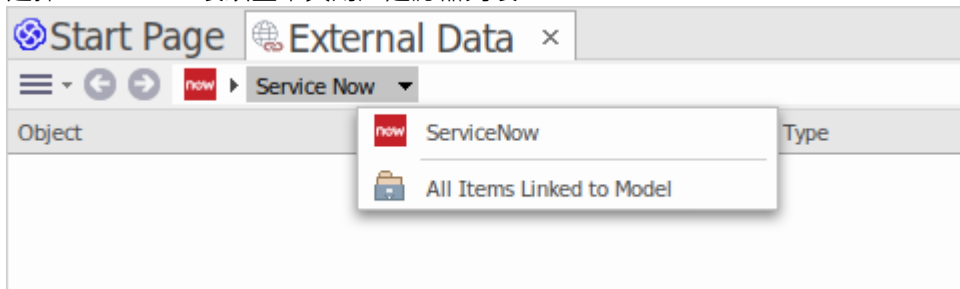 Start Page External Data ×
now Service Now
Object Type
now ServiceNow
All Items Linked to Model